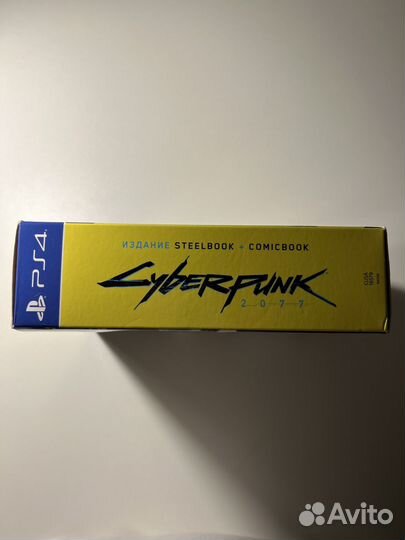 PS4
ИЗДАНИЕ STEELBOOK + COMICBOOK
Cyberpunk
2077
Avito